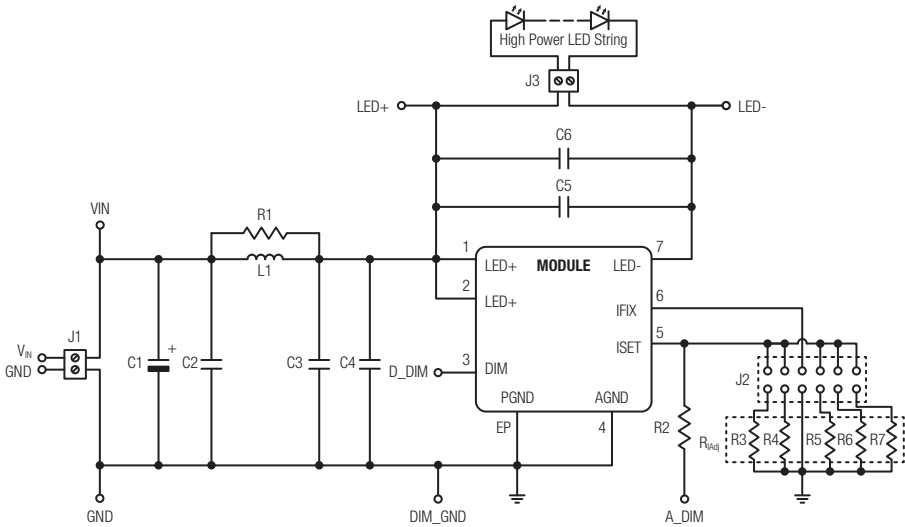 High Power LED String
J3
LED+
LED-
C6
C5
VIN
R1
L1
1
LED+
MODULE
LED-
7
2
LED+
IFIX
6
ISET
5
J1
V_IN
GND
C1
+
C2
C3
C4
D_DIM
3
DIM
PGND
AGND
EP
4
J2
R2
R_IAdj
R3
R4
R5
R6
R7
GND
DIM_GND
A_DIM